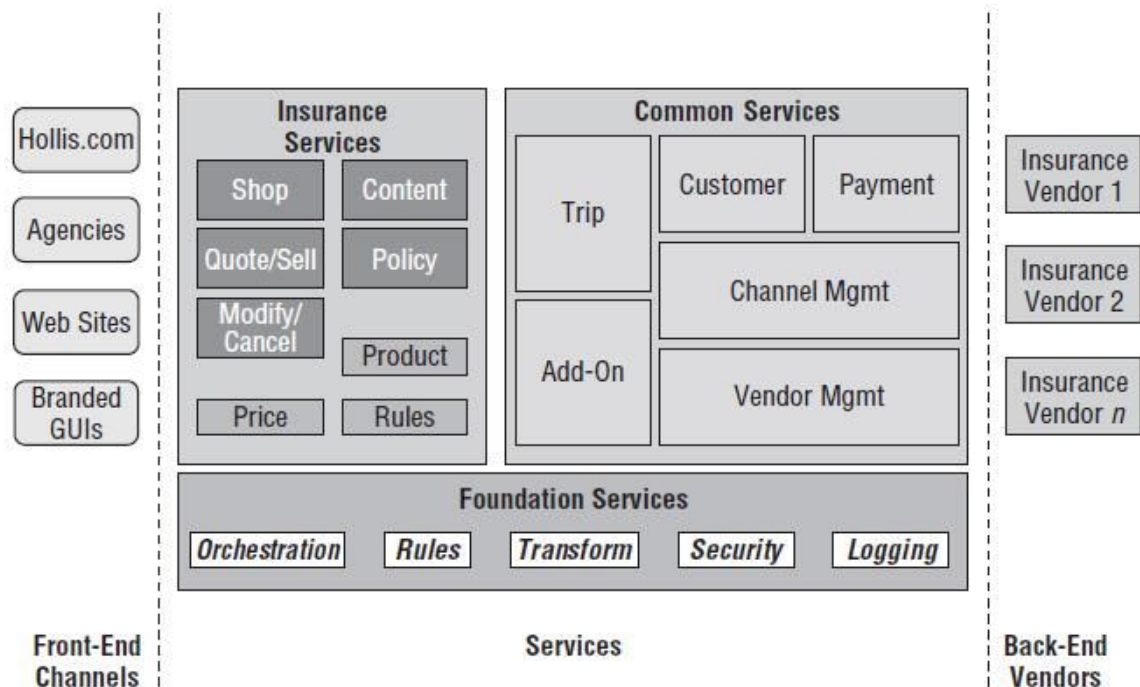 Hollis.com
Agencies
Web Sites
Branded
GUIs
Insurance
Services
Shop
Content
Quote/Sell
Policy
Modify/
Cancel
Product
Price
Rules
Common Services
Trip
Customer
Payment
Channel Mgmt
Add-On
Vendor Mgmt
Insurance
Vendor 1
Insurance
Vendor 2
Insurance
Vendor n
Foundation Services
Orchestration
Rules
Transform
Security
Logging
Front-End
Channels
Services
Back-End
Vendors